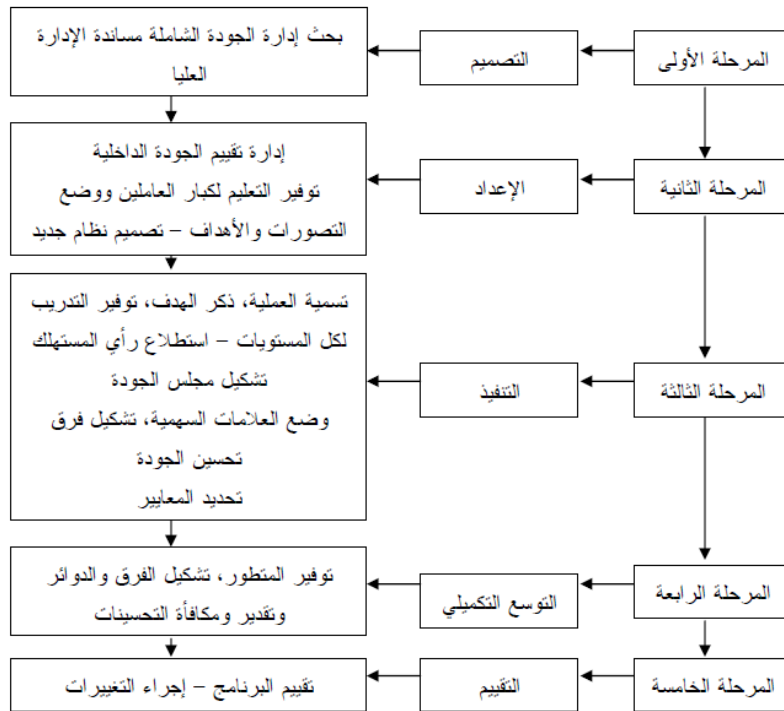 المرحلة الأولى
التصميم
بحث إدارة الجودة الشاملة مساندة الإدارة
العليا
المرحلة الثانية
الإعداد
إدارة تقييم الجودة الداخلية
توفير التعليم لكبار العاملين ووضع
التصورات والأهداف – تصميم نظام جديد
المرحلة الثالثة
التنفيذ
تسمية العملية، ذكر الهدف، توفير التدريب
لكل المستويات – استطلاع رأي المستهلك
تشكيل مجلس الجودة
وضع العلامات السهمية، تشكيل فرق
تحسين الجودة
تحديد المعايير
المرحلة الرابعة
التوسع التكميلي
توفير المتطور، تشكيل الفرق والدوائر
وتقدير ومكافأة التحسينات
المرحلة الخامسة
التقييم
تقييم البرنامج – إجراء التغييرات